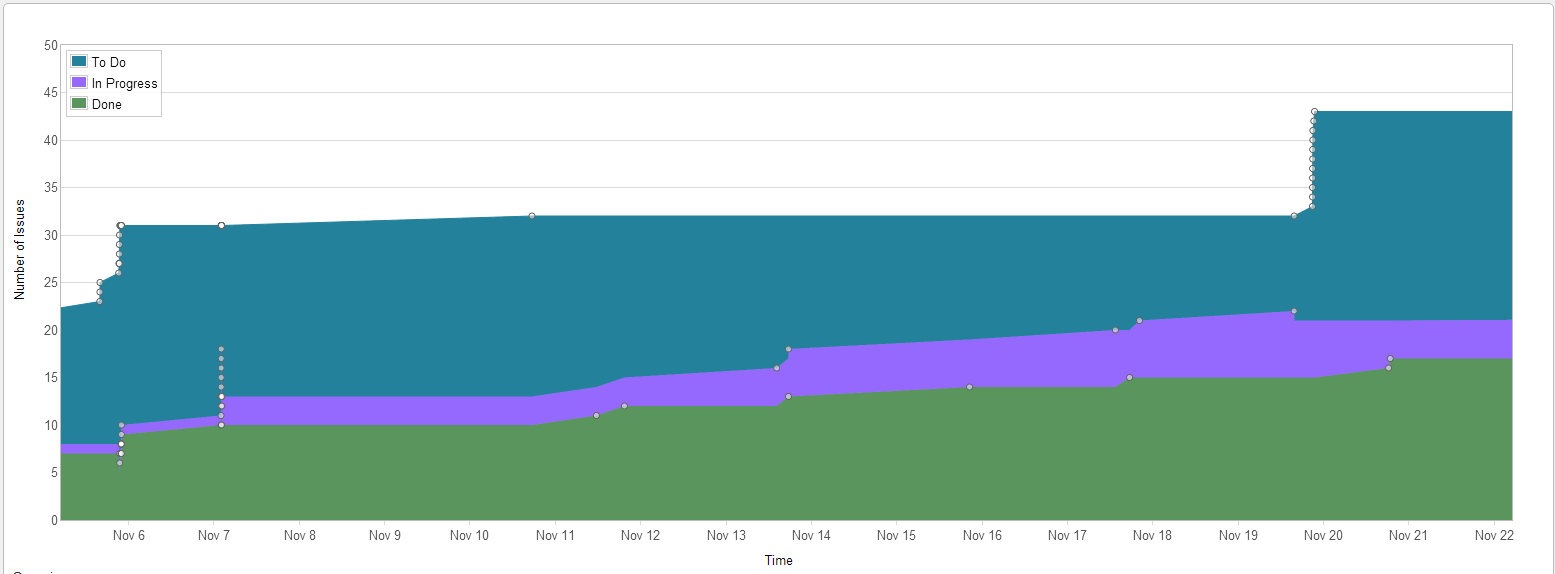 50
To Do
In Progress
45
Done
40
35
30
25
20
15
10
5
0
Number of Issues
Nov 6 Nov 7 Nov 8 Nov 9 Nov 10 Nov 11 Nov 12 Nov 13 Nov 14 Nov 15 Nov 16 Nov 17 Nov 18 Nov 19 Nov 20 Nov 21 Nov 22
Time